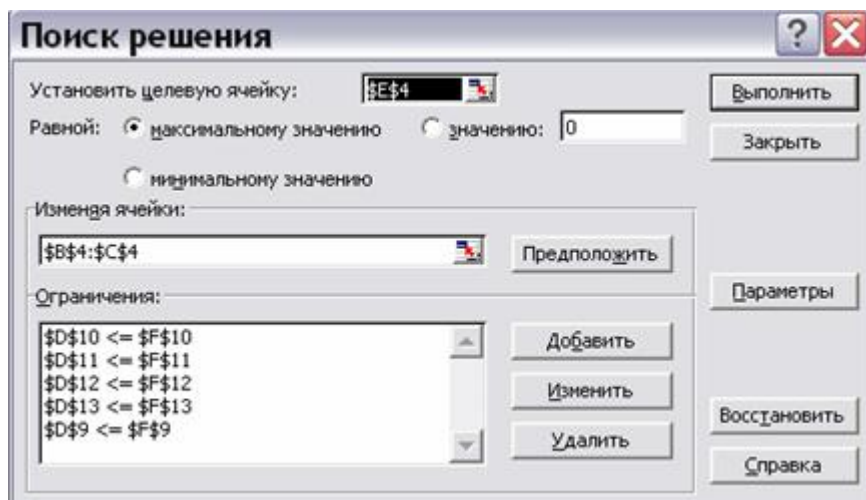 Поиск решения
Установить целевую ячейку: $E$4
Равной: максимальному значению значению: 0
минимальному значению
Изменяя ячейки:
$B$4:$C$4
Предположить
Ограничения:
$D$10 <= $F$10
$D$11 <= $F$11
$D$12 <= $F$12
$D$13 <= $F$13
$D$9 <= $F$9
Добавить
Изменить
Удалить
Выполнить
Закрыть
Параметры
Восстановить
Справка